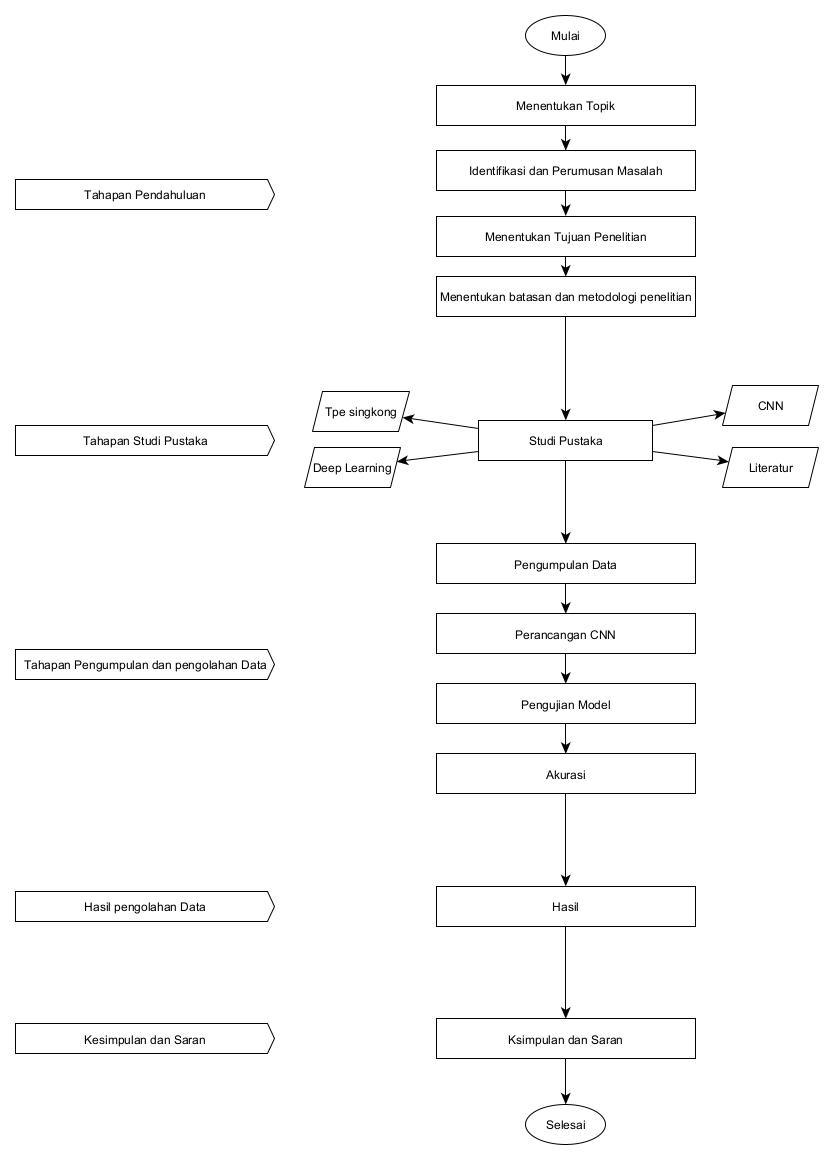 Mulai
Menentukan Topik
Identifikasi dan Perumusan Masalah
Tahapan Pendahuluan
Menentukan Tujuan Penelitian
Menentukan batasan dan metodologi penelitian
Tpe singkong
CNN
Tahapan Studi Pustaka
Studi Pustaka
Deep Learning
Literatur
Pengumpulan Data
Perancangan CNN
Tahapan Pengumpulan dan pengolahan Data
Pengujian Model
Akurasi
Hasil pengolahan Data
Hasil
Kesimpulan dan Saran
Ksimpulan dan Saran
Selesai